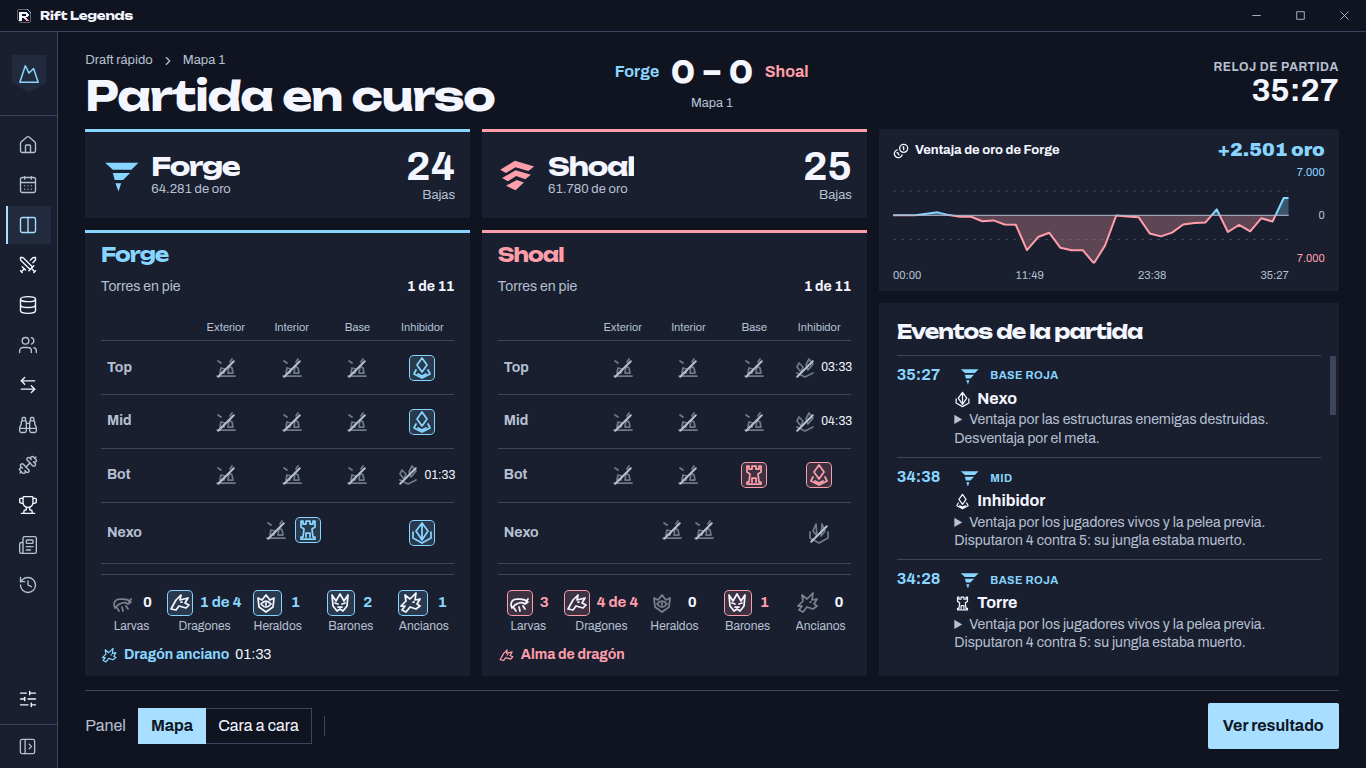 Rift Legends
Draft rápido > Mapa 1
Partida en curso
Forge 0 – 0 Shoal
Mapa 1
RELOJ DE PARTIDA
35:27
Forge
64.281 de oro
24
Bajas
Shoal
61.780 de oro
25
Bajas
Ventaja de oro de Forge
+2.501 oro
7.000
0
7.000
00:00 11:49 23:38 35:27
Forge
Torres en pie 1 de 11
Exterior Interior Base Inhibidor
Top
Mid
Bot 01:33
Nexo
0 1 de 4 1 2 1
Larvas Dragones Heraldos Barones Ancianos
Dragón anciano 01:33
Shoal
Torres en pie 1 de 11
Exterior Interior Base Inhibidor
Top 03:33
Mid 04:33
Bot
Nexo
3 4 de 4 0 1 0
Larvas Dragones Heraldos Barones Ancianos
Alma de dragón
Eventos de la partida
35:27 BASE ROJA
Nexo
Ventaja por las estructuras enemigas destruidas.
Desventaja por el meta.
34:38 MID
Inhibidor
Ventaja por los jugadores vivos y la pelea previa.
Disputaron 4 contra 5: su jungla estaba muerto.
34:28 BASE ROJA
Torre
Ventaja por los jugadores vivos y la pelea previa.
Disputaron 4 contra 5: su jungla estaba muerto.
Panel Mapa Cara a cara
Ver resultado